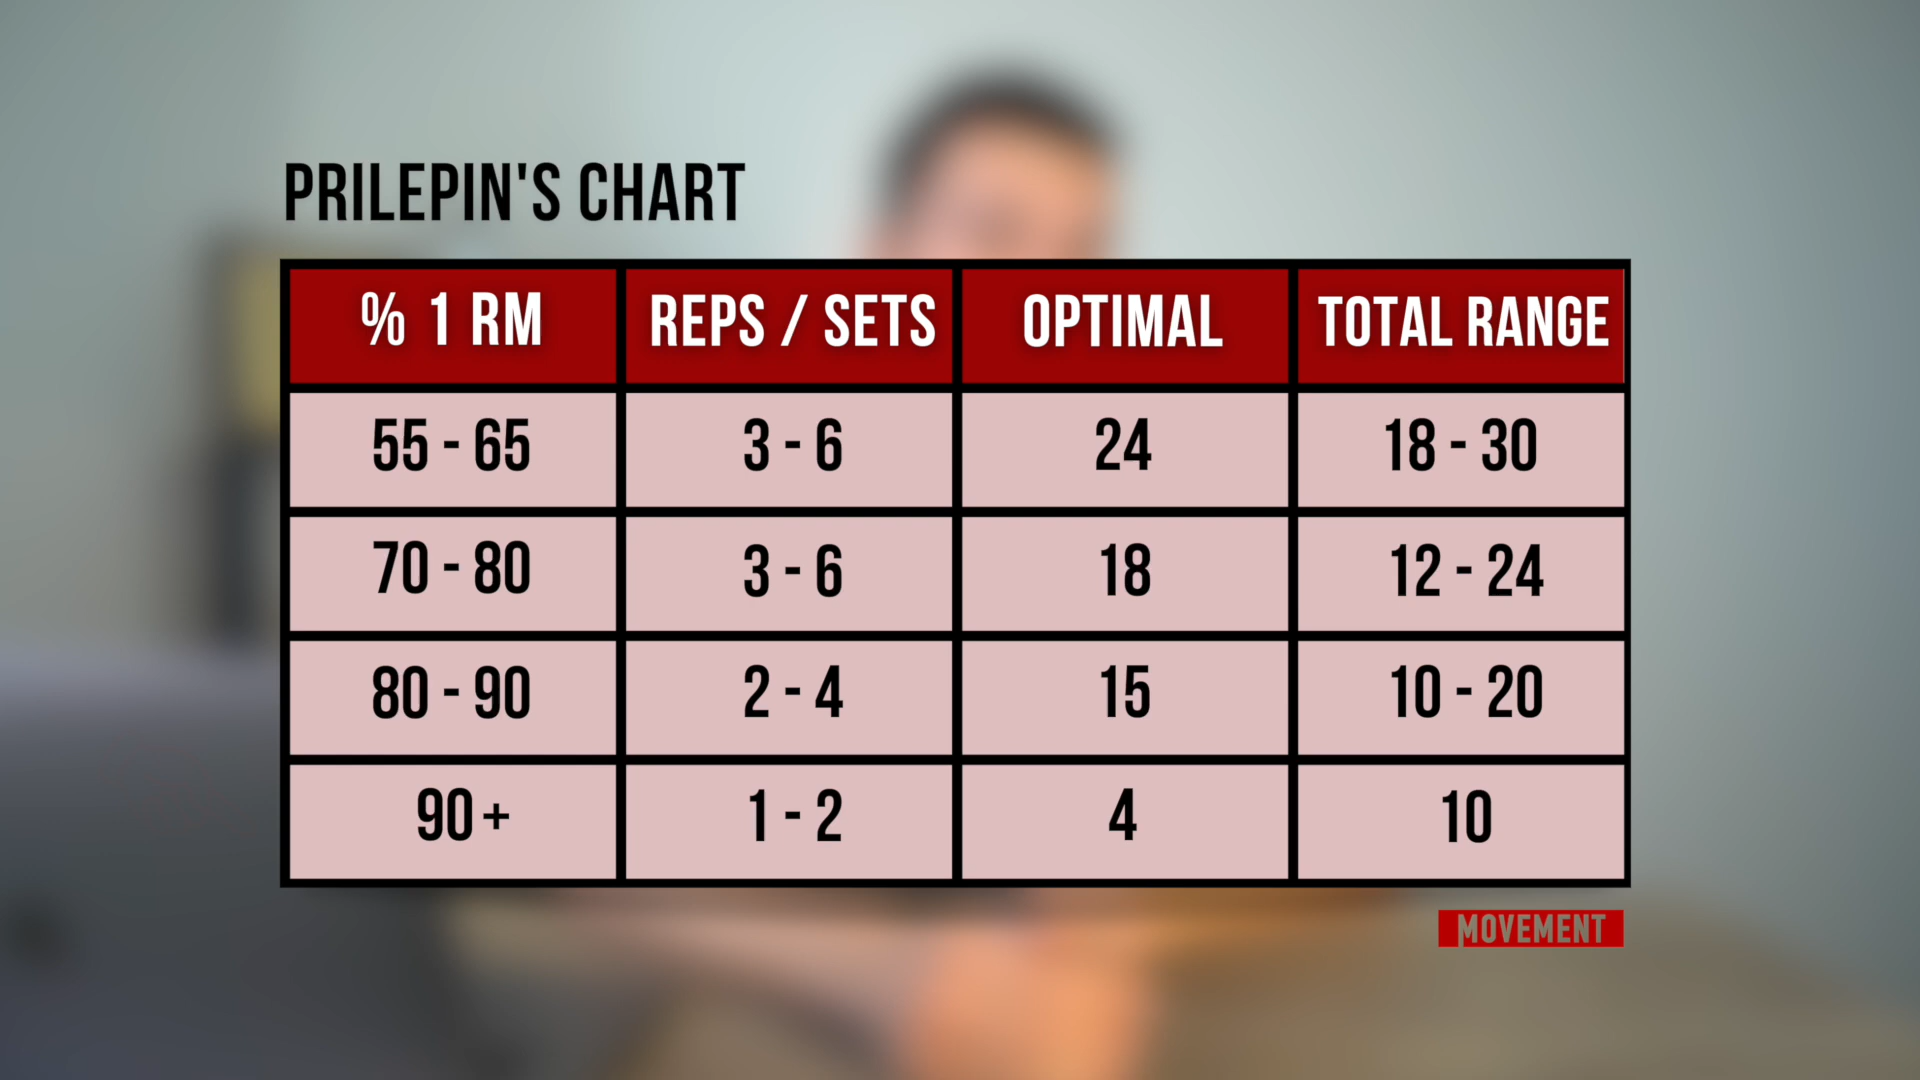 PRILEPIN'S CHART
% 1 RM REPS / SETS OPTIMAL TOTAL RANGE
55 - 65 3 - 6 24 18 - 30
70 - 80 3 - 6 18 12 - 24
80 - 90 2 - 4 15 10 - 20
90+ 1 - 2 4 10
MOVEMENT